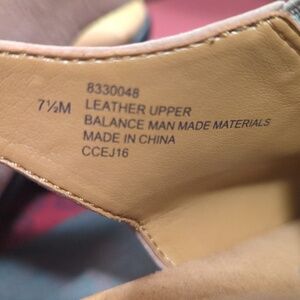 8330048
7½M LEATHER UPPER
BALANCE MAN MADE MATERIALS
MADE IN CHINA
CCEJ16